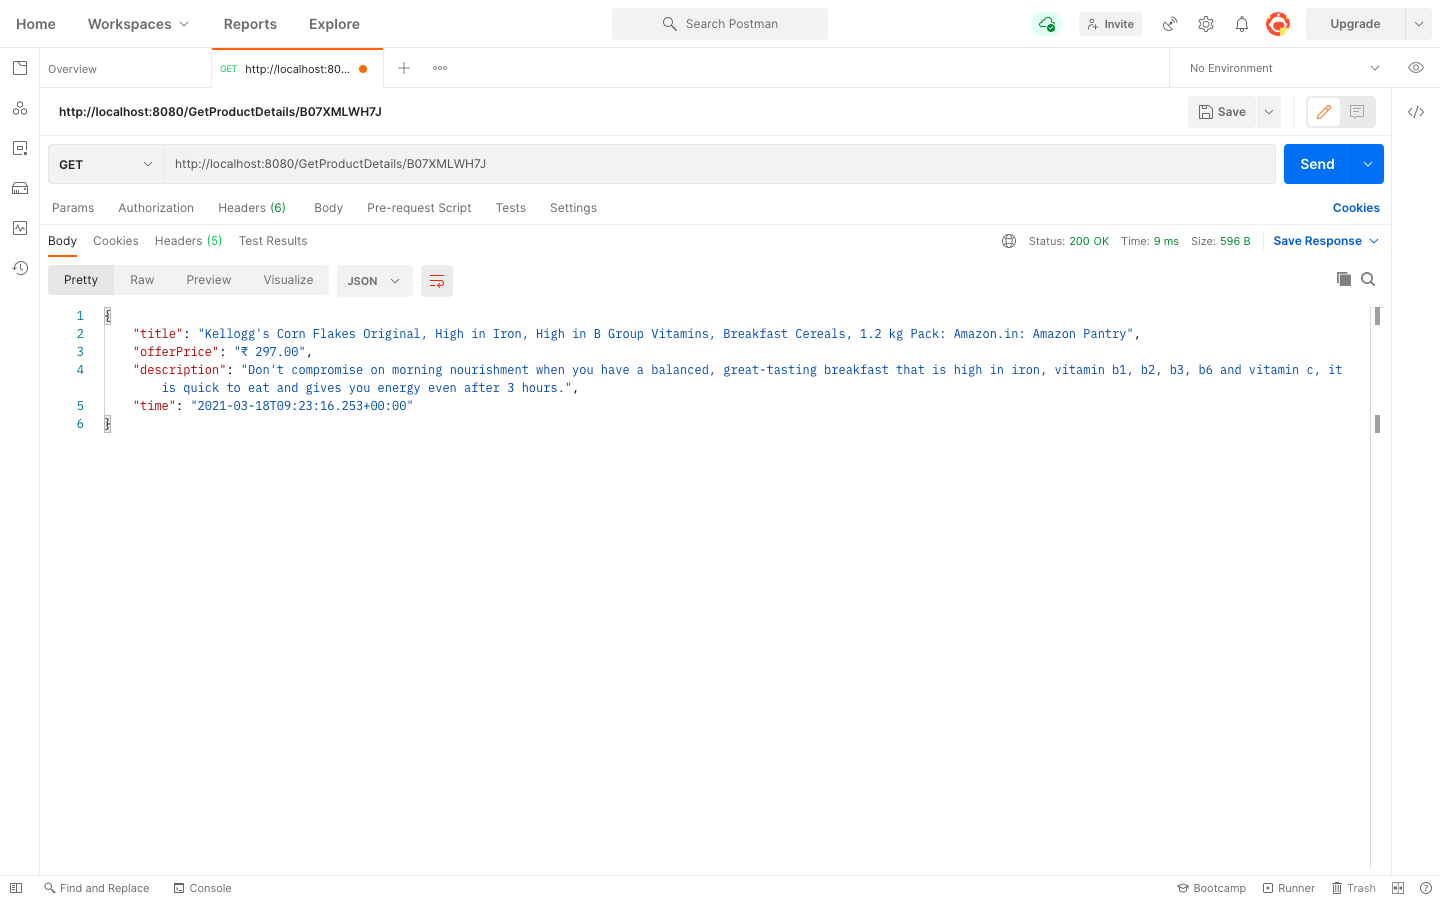 Home Workspaces Reports Explore Search Postman Invite Upgrade
Overview GET http://localhost:80... No Environment
http://localhost:8080/GetProductDetails/B07XMLWH7J Save
GET http://localhost:8080/GetProductDetails/B07XMLWH7J Send
Params Authorization Headers (6) Body Pre-request Script Tests Settings Cookies
Body Cookies Headers (5) Test Results Status: 200 OK Time: 9 ms Size: 596 B Save Response
Pretty Raw Preview Visualize JSON
1 {
2 "title": "Kellogg's Corn Flakes Original, High in Iron, High in B Group Vitamins, Breakfast Cereals, 1.2 kg Pack: Amazon.in: Amazon Pantry",
3 "offerPrice": "₹ 297.00",
4 "description": "Don't compromise on morning nourishment when you have a balanced, great-tasting breakfast that is high in iron, vitamin b1, b2, b3, b6 and vitamin c, it
is quick to eat and gives you energy even after 3 hours.",
5 "time": "2021-03-18T09:23:16.253+00:00"
6 }
Find and Replace Console Bootcamp Runner Trash